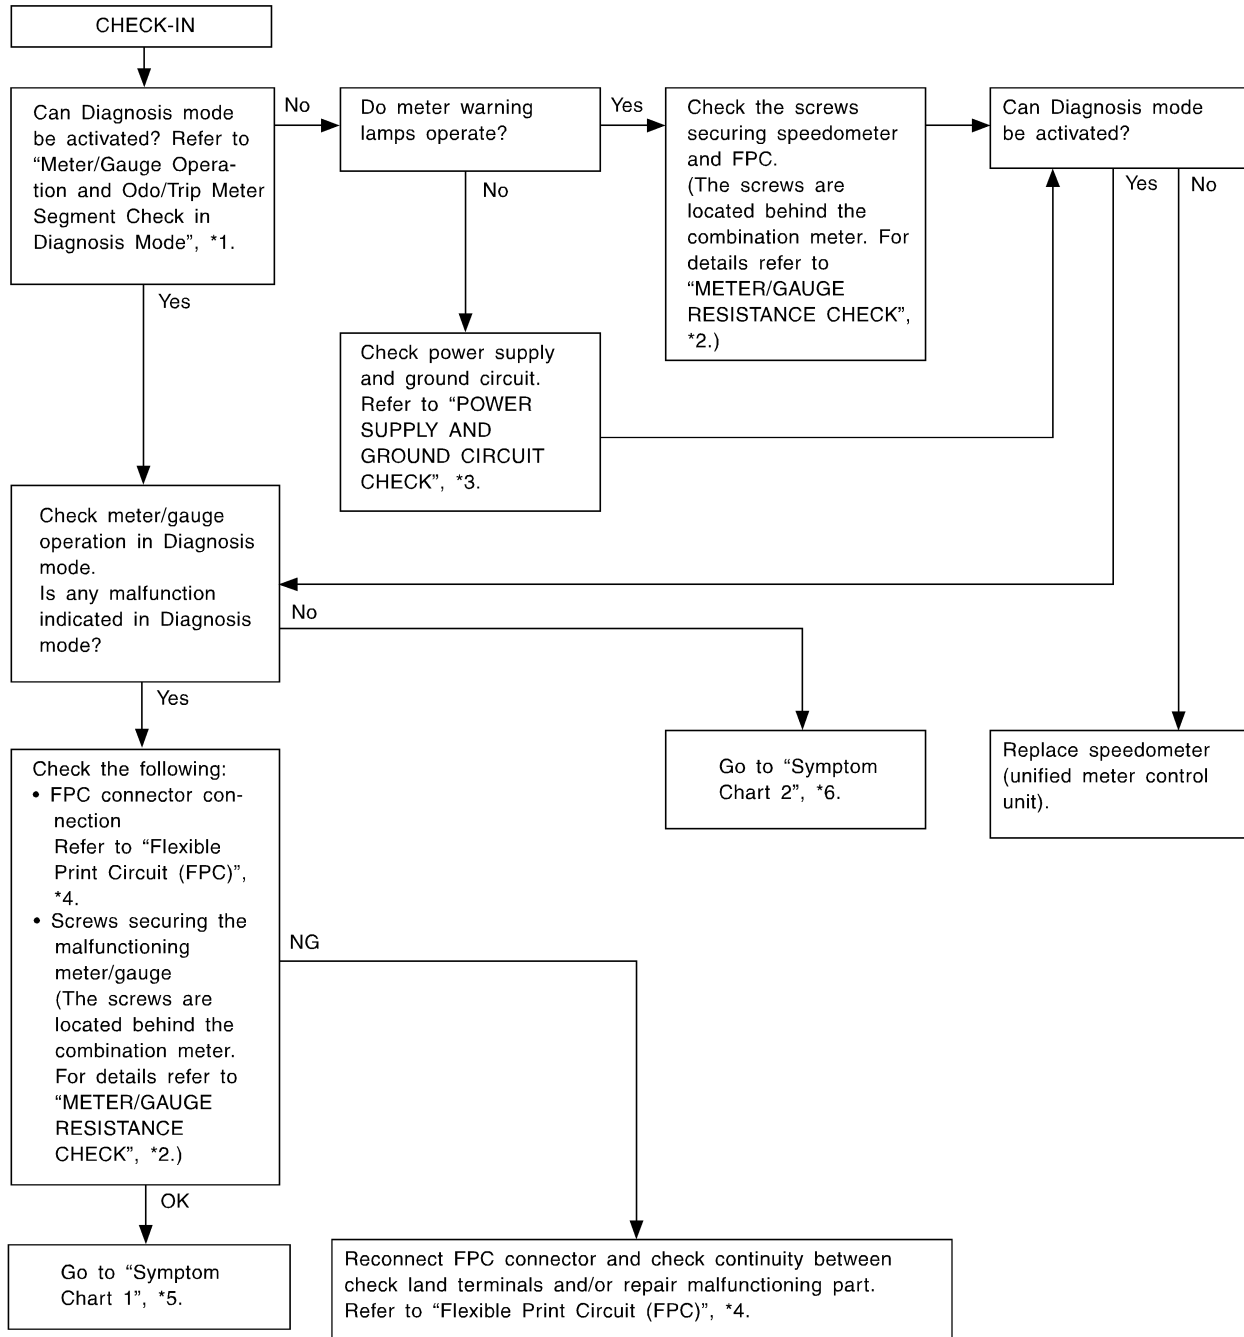 CHECK-IN
Can Diagnosis mode
be activated? Refer to
“Meter/Gauge Opera-
tion and Odo/Trip Meter
Segment Check in
Diagnosis Mode”, *1.
No
Do meter warning
lamps operate?
Yes
Check the screws
securing speedometer
and FPC.
(The screws are
located behind the
combination meter. For
details refer to
“METER/GAUGE
RESISTANCE CHECK”,
*2.)
Can Diagnosis mode
be activated?
Yes
No
No
Yes
Check power supply
and ground circuit.
Refer to “POWER
SUPPLY AND
GROUND CIRCUIT
CHECK”, *3.
Check meter/gauge
operation in Diagnosis
mode.
Is any malfunction
indicated in Diagnosis
mode?
No
Yes
Go to “Symptom
Chart 2”, *6.
Replace speedometer
(unified meter control
unit).
Check the following:
• FPC connector con-
nection
Refer to “Flexible
Print Circuit (FPC)”,
*4.
• Screws securing the
malfunctioning
meter/gauge
(The screws are
located behind the
combination meter.
For details refer to
“METER/GAUGE
RESISTANCE
CHECK”, *2.)
NG
OK
Go to “Symptom
Chart 1”, *5.
Reconnect FPC connector and check continuity between
check land terminals and/or repair malfunctioning part.
Refer to “Flexible Print Circuit (FPC)”, *4.